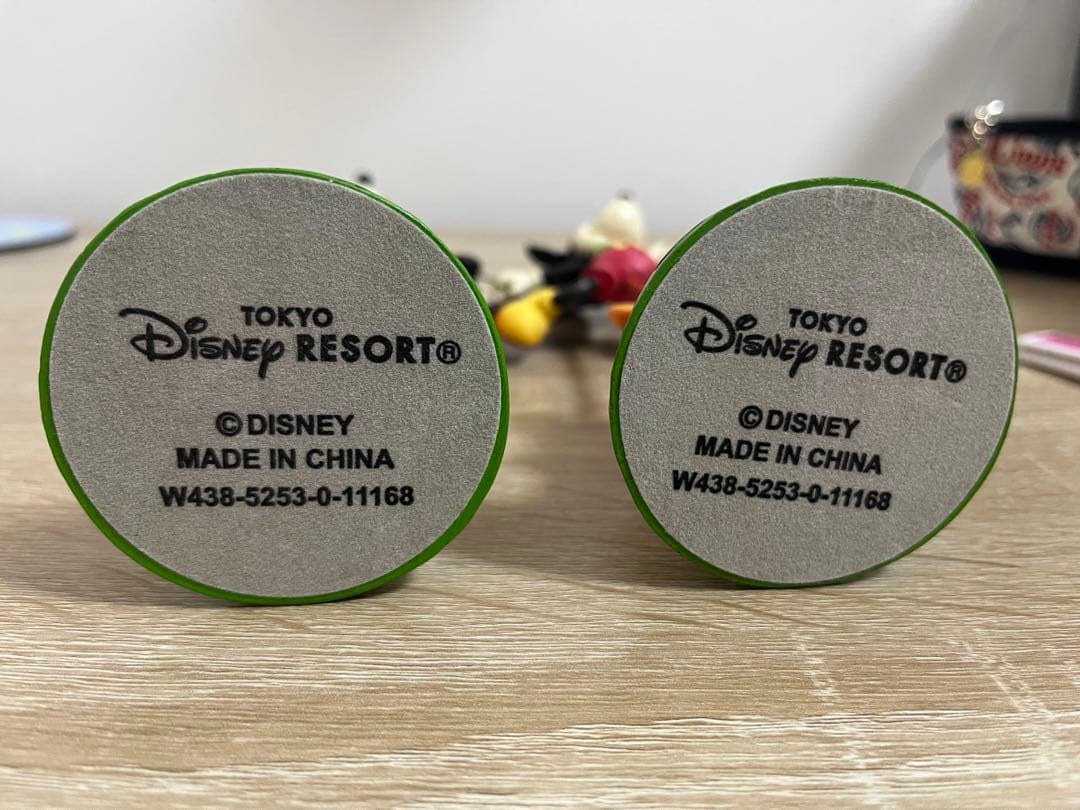 TOKYO
Disney RESORT®
©DISNEY
MADE IN CHINA
W438-5253-0-11168
TOKYO
Disney RESORT®
©DISNEY
MADE IN CHINA
W438-5253-0-11168